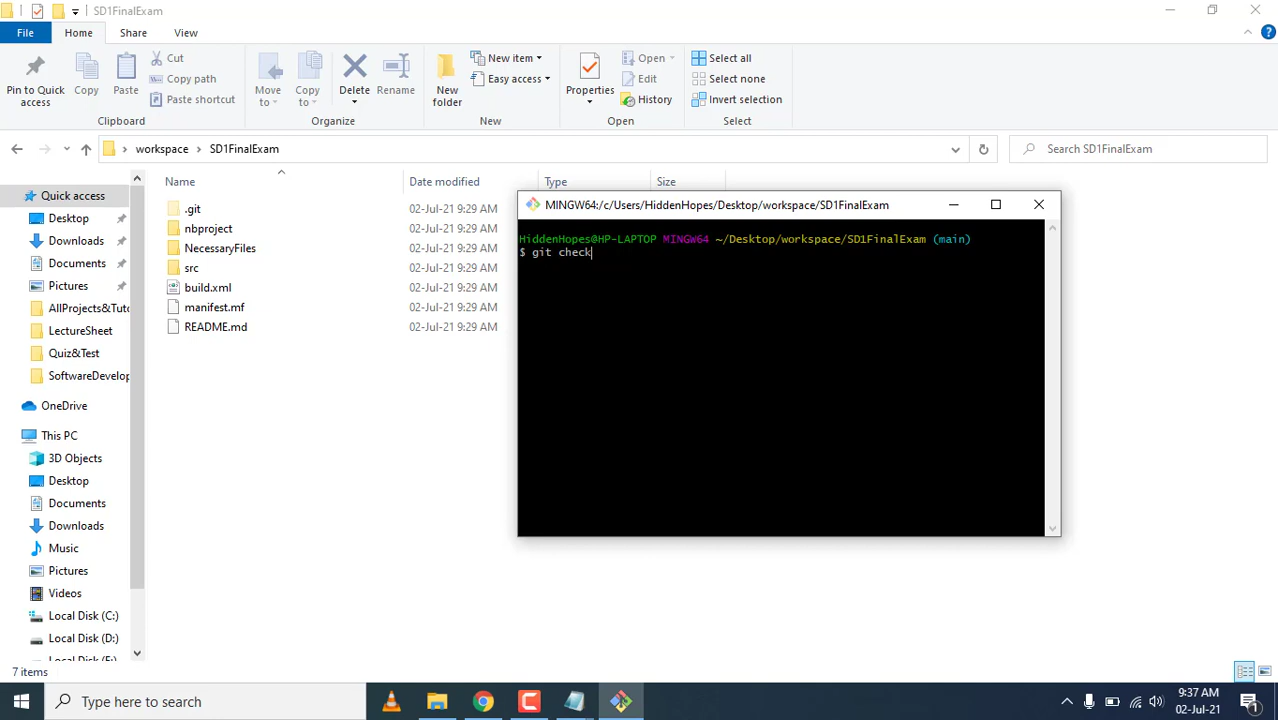 SD1FinalExam
File Home Share View
Pin to Quick access
Copy
Paste
Cut
Copy path
Paste shortcut
Clipboard
Move to
Copy to
Delete
Rename
Organize
New folder
New item
Easy access
New
Properties
Open
Edit
History
Open
Select all
Select none
Invert selection
Select
workspace > SD1FinalExam
Search SD1FinalExam
Name Date modified Type Size
Quick access
Desktop
Downloads
Documents
Pictures
AllProjects&Tuto
LectureSheet
Quiz&Test
SoftwareDevelop
OneDrive
This PC
3D Objects
Desktop
Documents
Downloads
Music
Pictures
Videos
Local Disk (C:)
Local Disk (D:)
.git 02-Jul-21 9:29 AM
nbproject 02-Jul-21 9:29 AM
NecessaryFiles 02-Jul-21 9:29 AM
src 02-Jul-21 9:29 AM
build.xml 02-Jul-21 9:29 AM
manifest.mf 02-Jul-21 9:29 AM
README.md 02-Jul-21 9:29 AM
MINGW64:/c/Users/HiddenHopes/Desktop/workspace/SD1FinalExam
HiddenHopes@HP-LAPTOP MINGW64 ~/Desktop/workspace/SD1FinalExam (main)
$ git check
7 items
Type here to search
9:37 AM
02-Jul-21
1